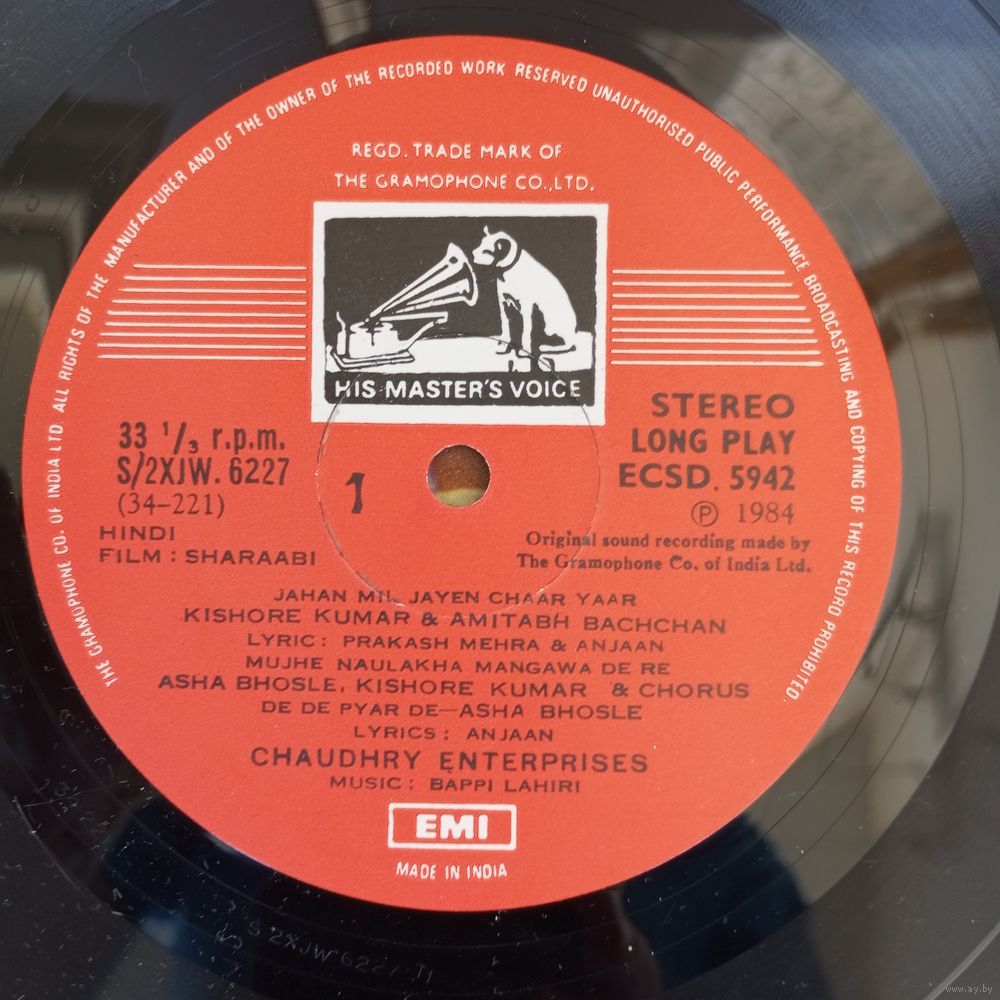 THE GRAMOPHONE CO. OF INDIA LTD. ALL RIGHTS OF THE MANUFACTURER AND OF THE OWNER OF THE RECORDED WORK RESERVED UNAUTHORISED PUBLIC PERFORMANCE BROADCASTING AND COPYING OF THIS RECORD PROHIBITED
REGD. TRADE MARK OF
THE GRAMOPHONE CO.,LTD.
HIS MASTER'S VOICE
33 1/3 r.p.m.
S/2XJW. 6227
(34-221)
HINDI
FILM : SHARAABI
1
STEREO
LONG PLAY
ECSD. 5942
Ⓟ 1984
Original sound recording made by
The Gramophone Co. of India Ltd.
JAHAN MIL JAYEN CHAAR YAAR
KISHORE KUMAR & AMITABH BACHCHAN
LYRIC : PRAKASH MEHRA & ANJAAN
MUJHE NAULAKHA MANGAWA DE RE
ASHA BHOSLE, KISHORE KUMAR & CHORUS
DE DE PYAR DE—ASHA BHOSLE
LYRICS : ANJAAN
CHAUDHRY ENTERPRISES
MUSIC : BAPPI LAHIRI
EMI
MADE IN INDIA
S 2XJW 6227 T1
www.ay.by